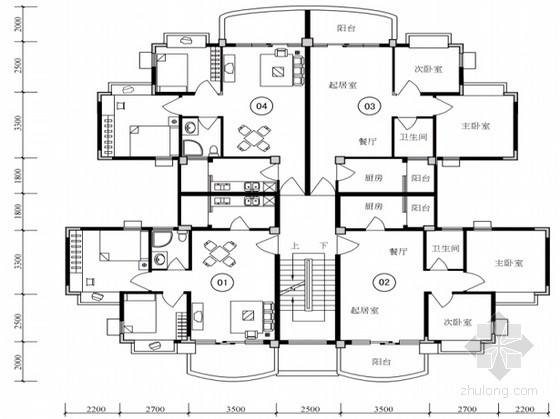 2000
2500
3300
1800
1800
3300
2500
2000
阳台
次卧室
起居室
04
03
主卧室
餐厅
卫生间
厨房
阳台
厨房
阳台
上 下
餐厅
卫生间
主卧室
01
02
起居室
次卧室
阳台
zhulong.com
2200 2700 3500 2500 3500 2700 2200